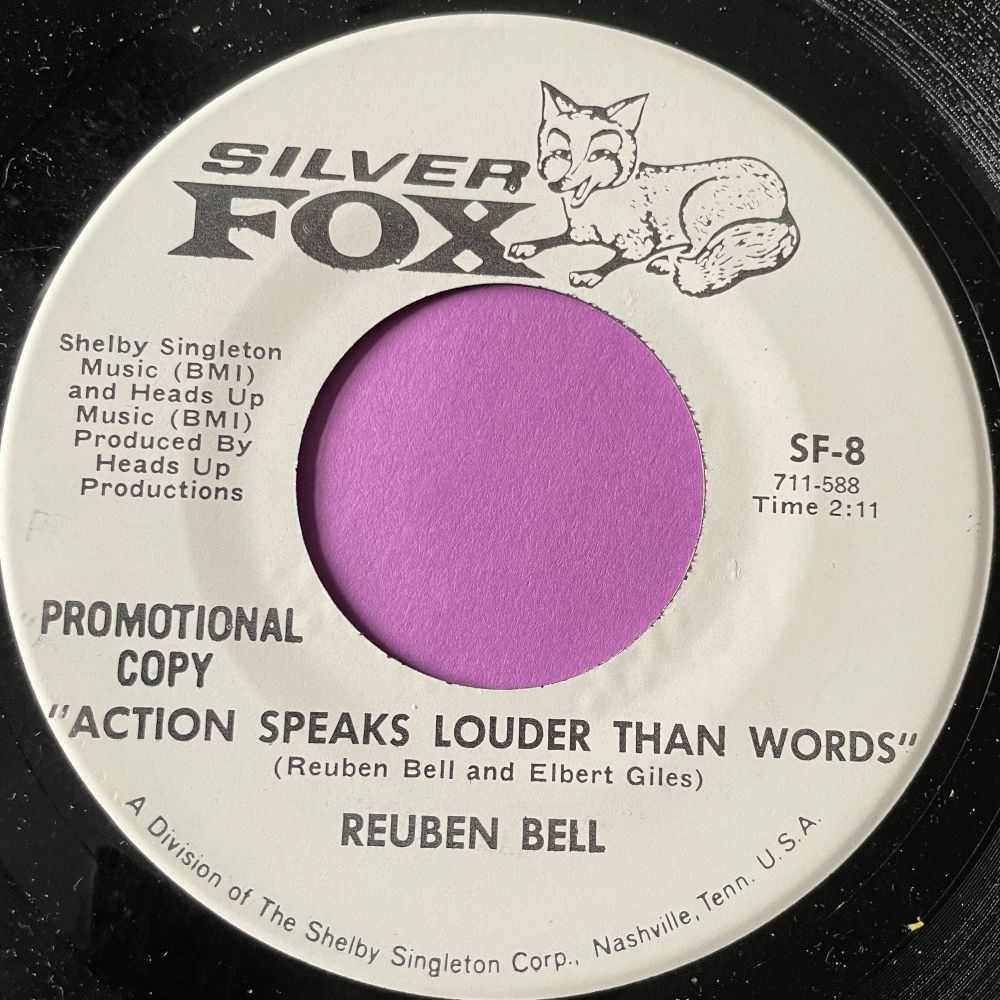 SILVER
FOX
Shelby Singleton
Music (BMI)
and Heads Up
Music (BMI)
Produced By
Heads Up
Productions
SF-8
711-588
Time 2:11
PROMOTIONAL
COPY
"ACTION SPEAKS LOUDER THAN WORDS"
(Reuben Bell and Elbert Giles)
REUBEN BELL
A Division of The Shelby Singleton Corp., Nashville, Tenn. U.S.A.